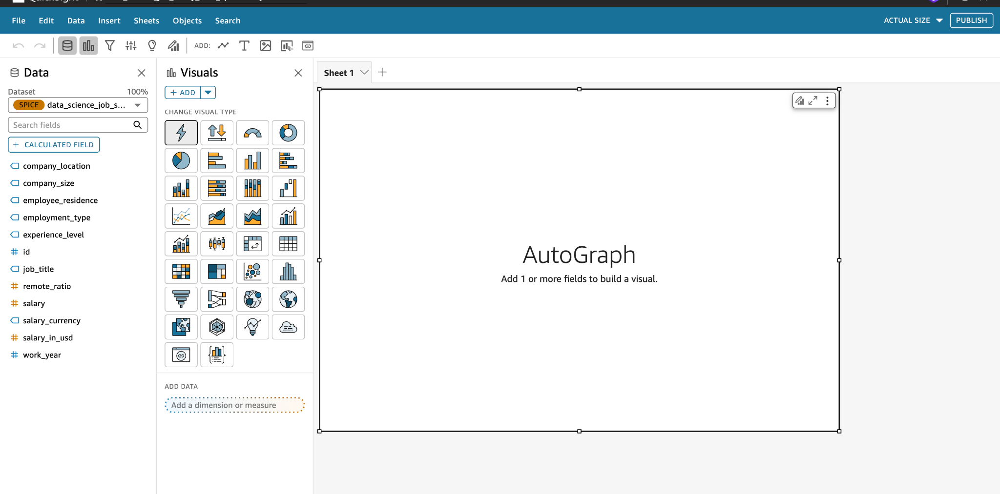 File Edit Data Insert Sheets Objects Search
ACTUAL SIZE PUBLISH
ADD:
Data
Dataset 100%
SPICE data_science_job_s...
Search fields
+ CALCULATED FIELD
company_location
company_size
employee_residence
employment_type
experience_level
# id
job_title
# remote_ratio
# salary
salary_currency
# salary_in_usd
# work_year
Visuals
+ ADD
CHANGE VISUAL TYPE
ADD DATA
Add a dimension or measure
Sheet 1
AutoGraph
Add 1 or more fields to build a visual.